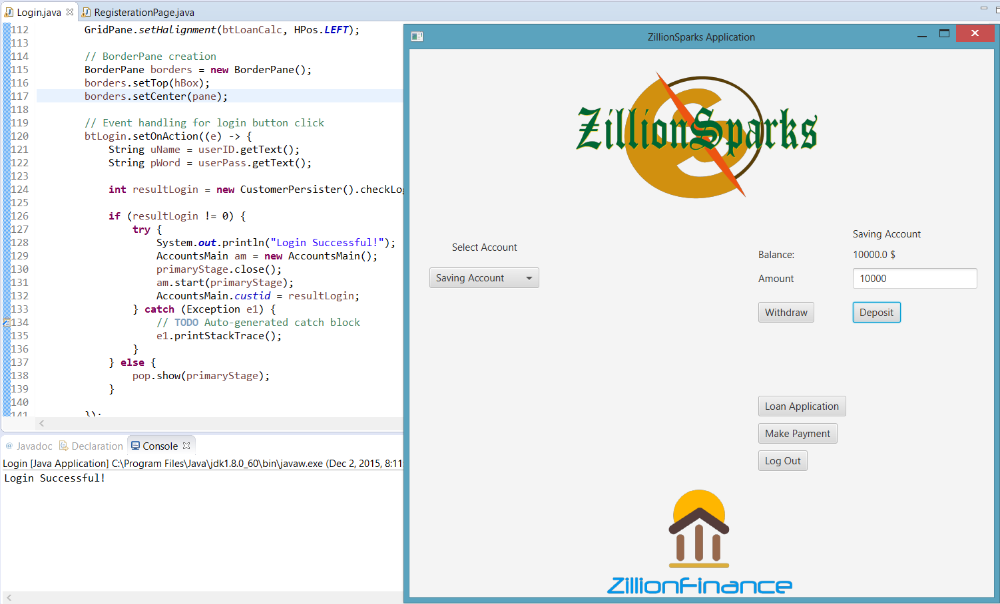 Login.java
RegisterationPage.java
112 GridPane.setHalignment(btLoanCalc, HPos.LEFT);
113
114 // BorderPane creation
115 BorderPane borders = new BorderPane();
116 borders.setTop(hBox);
117 borders.setCenter(pane);
118
119 // Event handling for login button click
120 btLogin.setOnAction((e) -> {
121 String uName = userID.getText();
122 String pWord = userPass.getText();
123
124 int resultLogin = new CustomerPersister().checkLog
125
126 if (resultLogin != 0) {
127 try {
128 System.out.println("Login Successful!");
129 AccountsMain am = new AccountsMain();
130 primaryStage.close();
131 am.start(primaryStage);
132 AccountsMain.custid = resultLogin;
133 } catch (Exception e1) {
134 // TODO Auto-generated catch block
135 e1.printStackTrace();
136 }
137 } else {
138 pop.show(primaryStage);
139 }
140
141 });
@ Javadoc Declaration Console
Login [Java Application] C:\Program Files\Java\jdk1.8.0_60\bin\javaw.exe (Dec 2, 2015, 8:11:
Login Successful!
ZillionSparks Application
ZillionSparks
Select Account
Saving Account
Saving Account
Balance: 10000.0 $
Amount 10000
Withdraw Deposit
Loan Application
Make Payment
Log Out
ZillionFinance